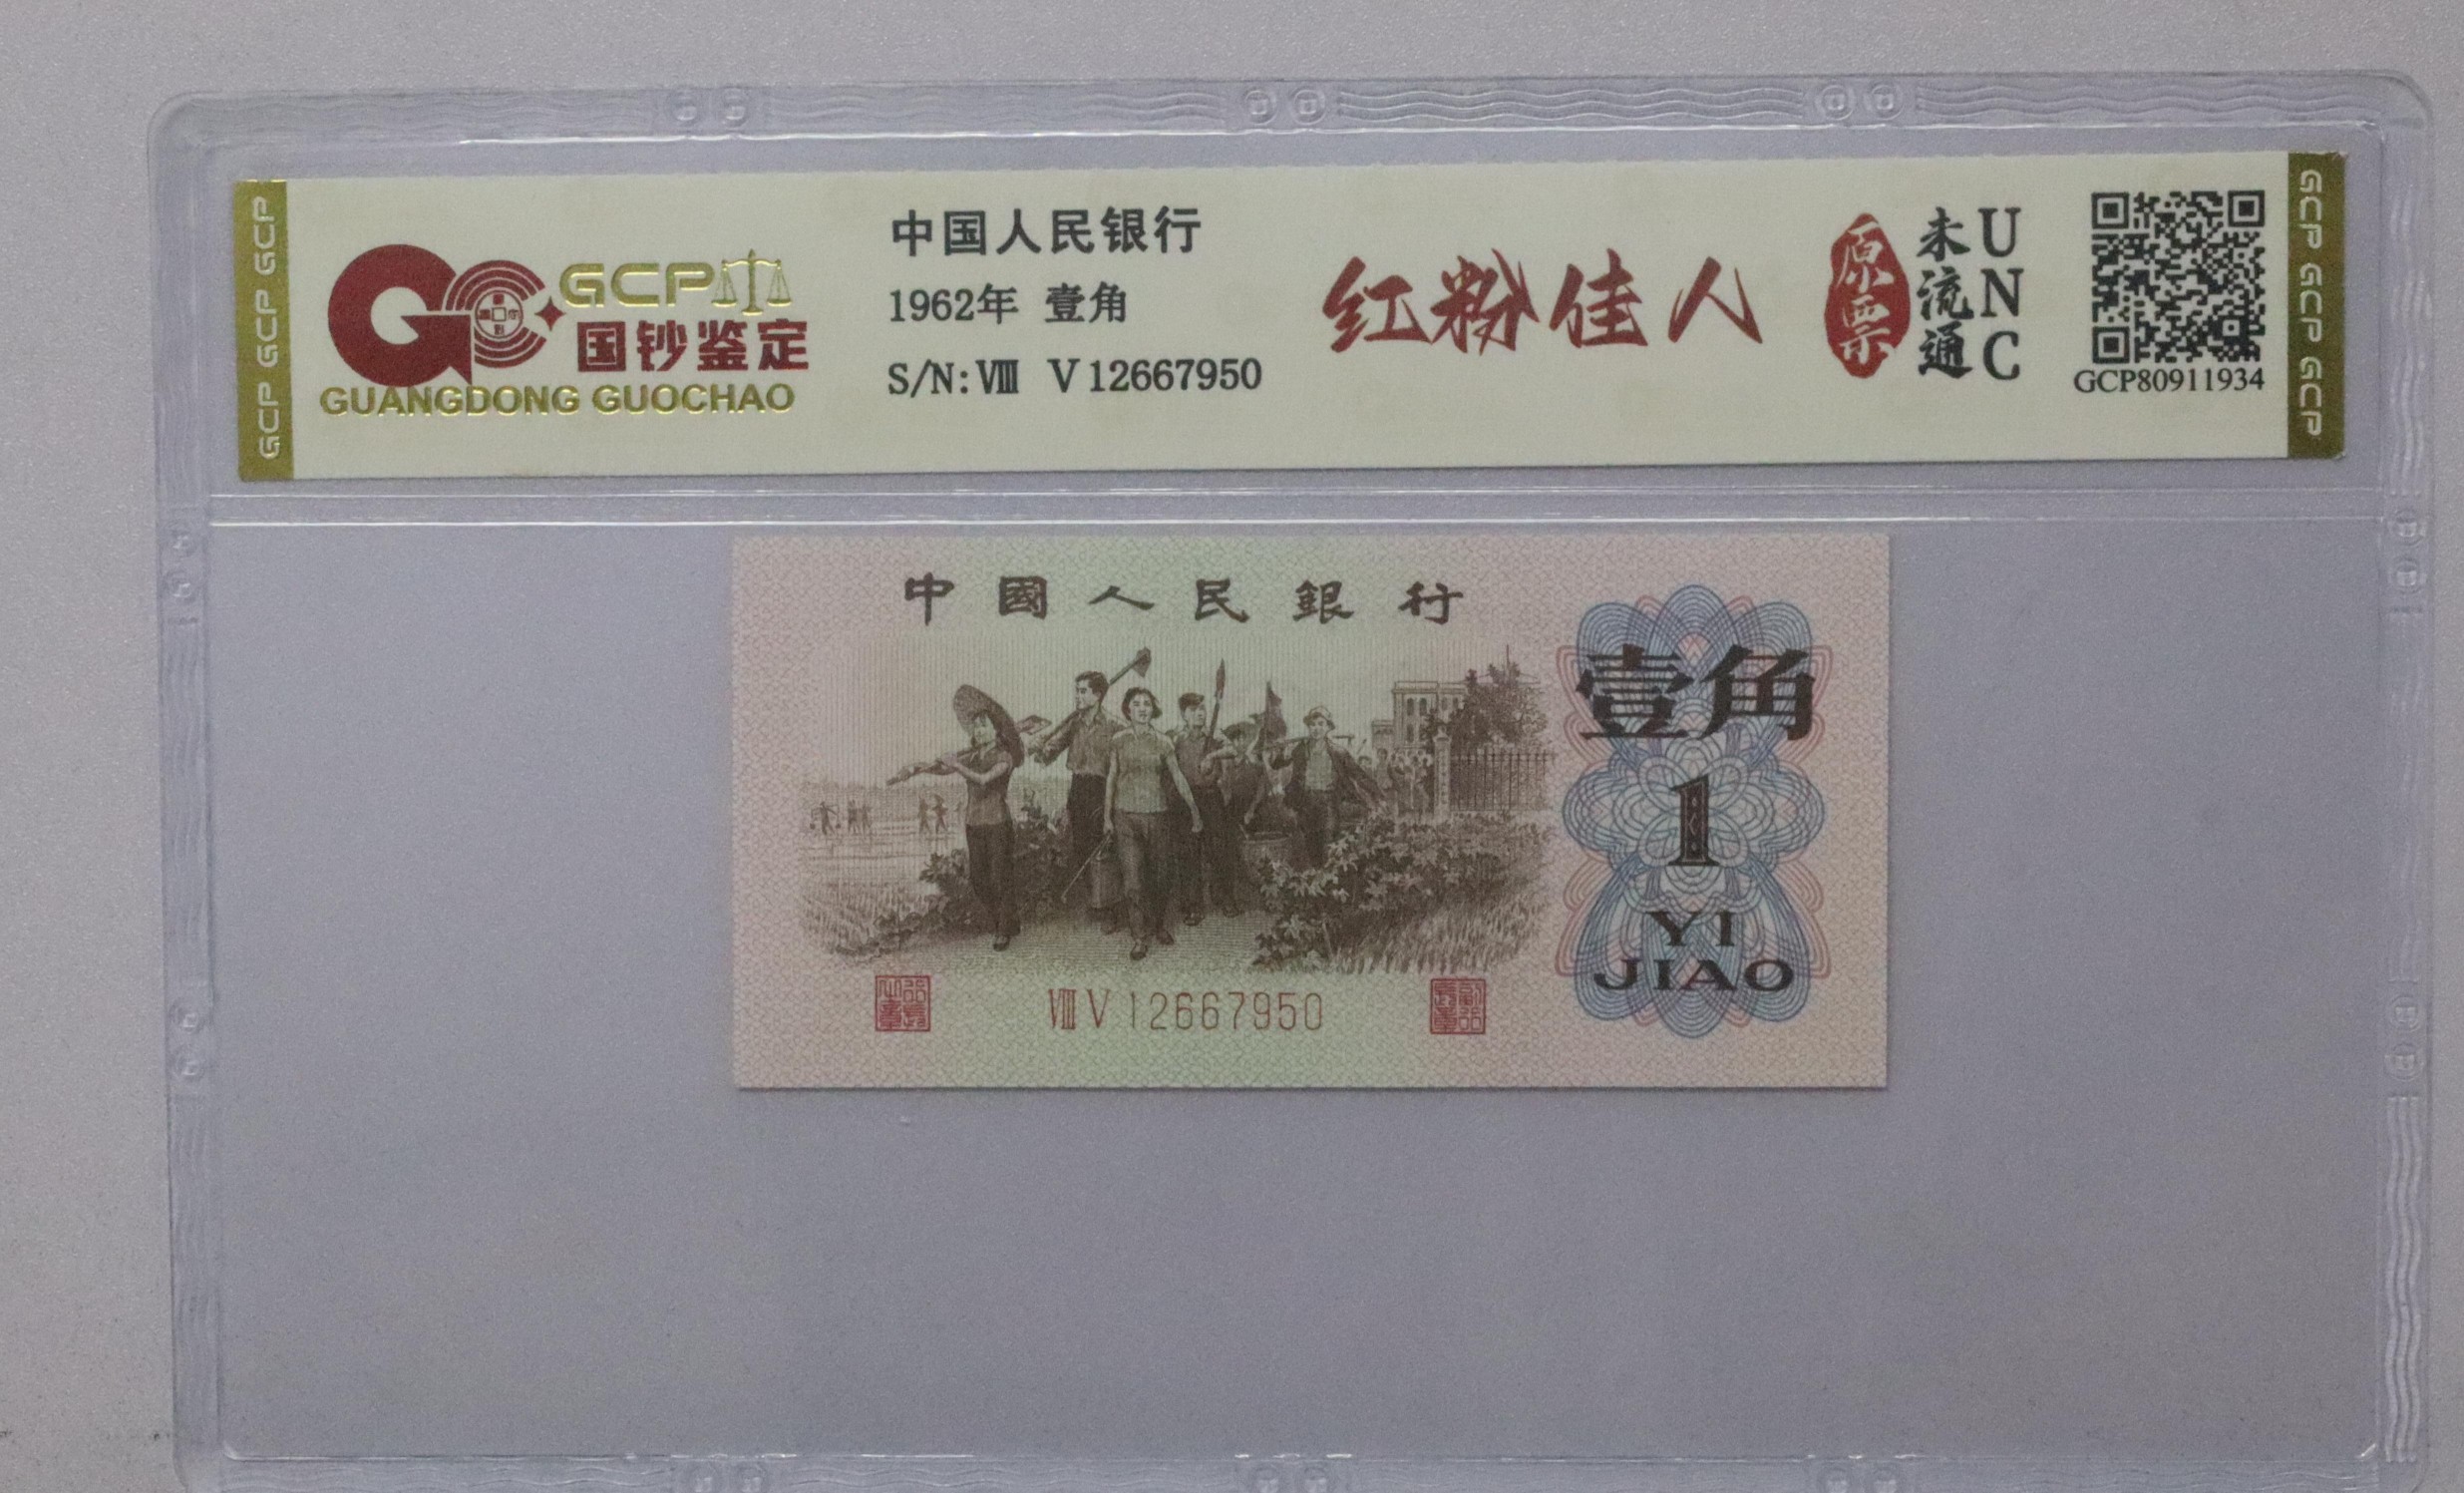 GCP GCP GCP
GCP
国钞鉴定
GUANGDONG GUOCHAO
中国人民银行
1962年 壹角
S/N: Ⅷ Ⅴ 12667950
红粉佳人
原票
未流通
UNC
GCP80911934
GCP GCP GCP
中國人民銀行
壹角
1
YI
JIAO
Ⅷ Ⅴ 12667950